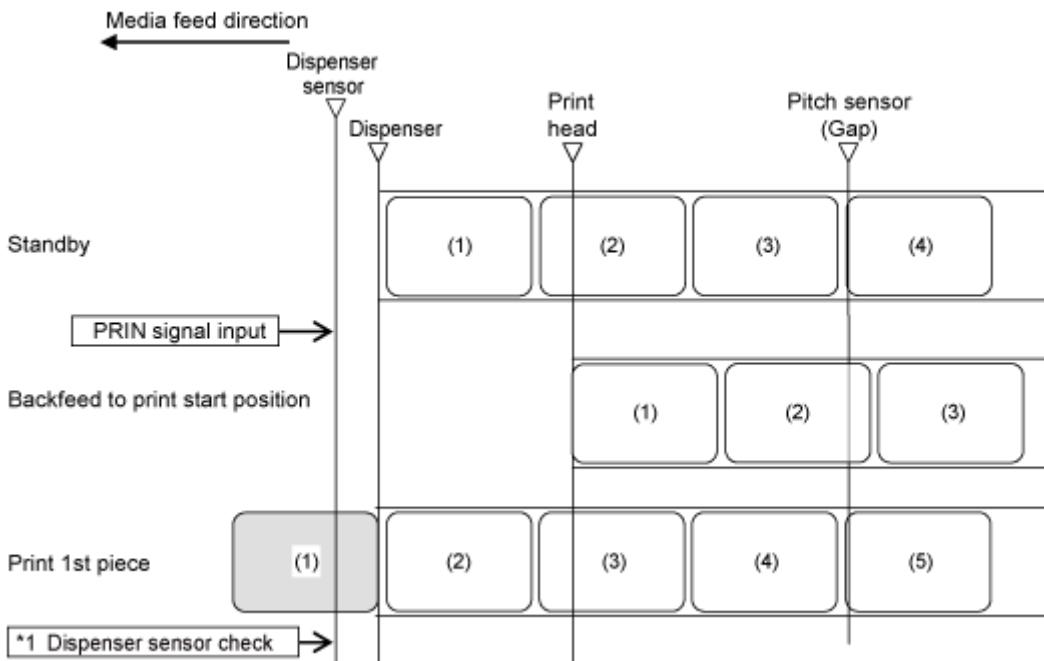 Media feed direction
Dispenser
sensor
Dispenser
Print
head
Pitch sensor
(Gap)
Standby
(1)
(2)
(3)
(4)
PRIN signal input
Backfeed to print start position
(1)
(2)
(3)
Print 1st piece
(1)
(2)
(3)
(4)
(5)
*1 Dispenser sensor check